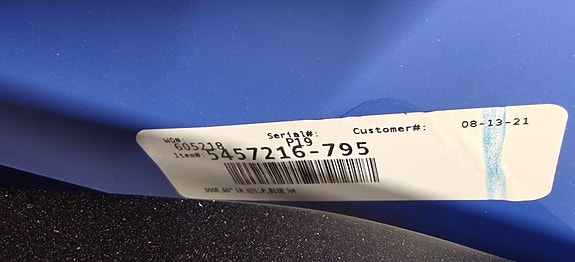 WO#: Serial#: Customer#: 08-13-21
605218 P19
Item#: 5457216-795